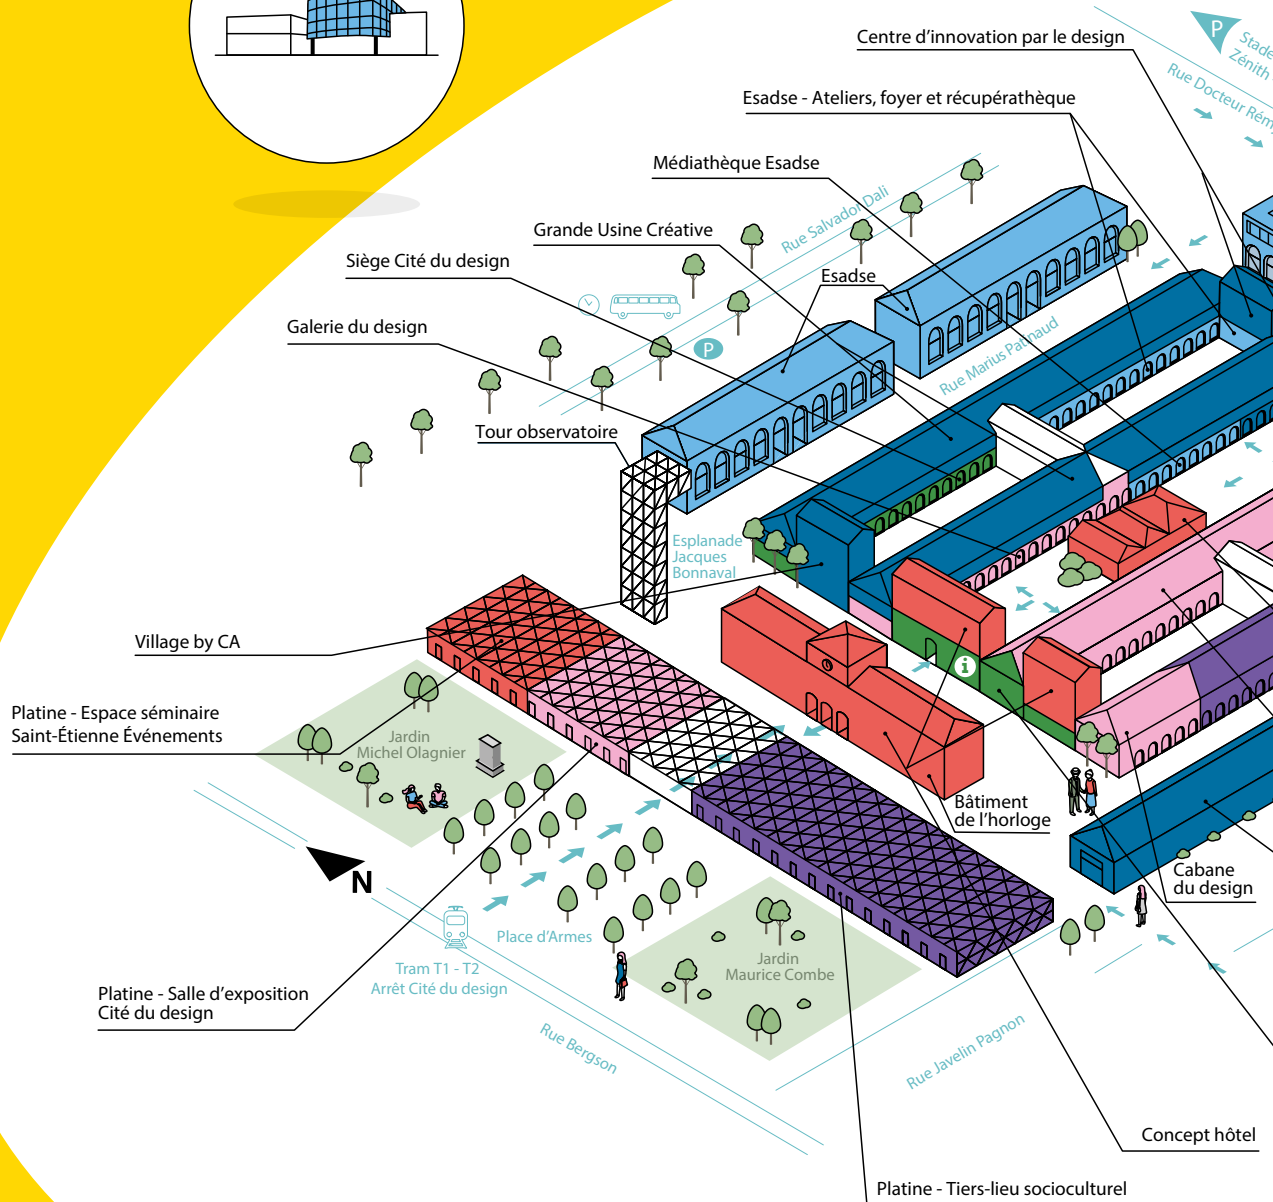 Centre d'innovation par le design
P
Stade
Zénith
Rue Docteur Rémy
Esadse - Ateliers, foyer et récupérathèque
Médiathèque Esadse
Rue Salvador Dali
Grande Usine Créative
Siège Cité du design
Esadse
Galerie du design
P
Rue Marius Patinaud
Tour observatoire
Esplanade
Jacques
Bonnaval
Village by CA
i
Platine - Espace séminaire
Saint-Étienne Événements
Jardin
Michel Olagnier
Bâtiment
de l'horloge
N
Cabane
du design
Place d'Armes
Jardin
Maurice Combe
Tram T1 - T2
Arrêt Cité du design
Platine - Salle d'exposition
Cité du design
Rue Bergson
Rue Javelin Pagnon
Concept hôtel
Platine - Tiers-lieu socioculturel